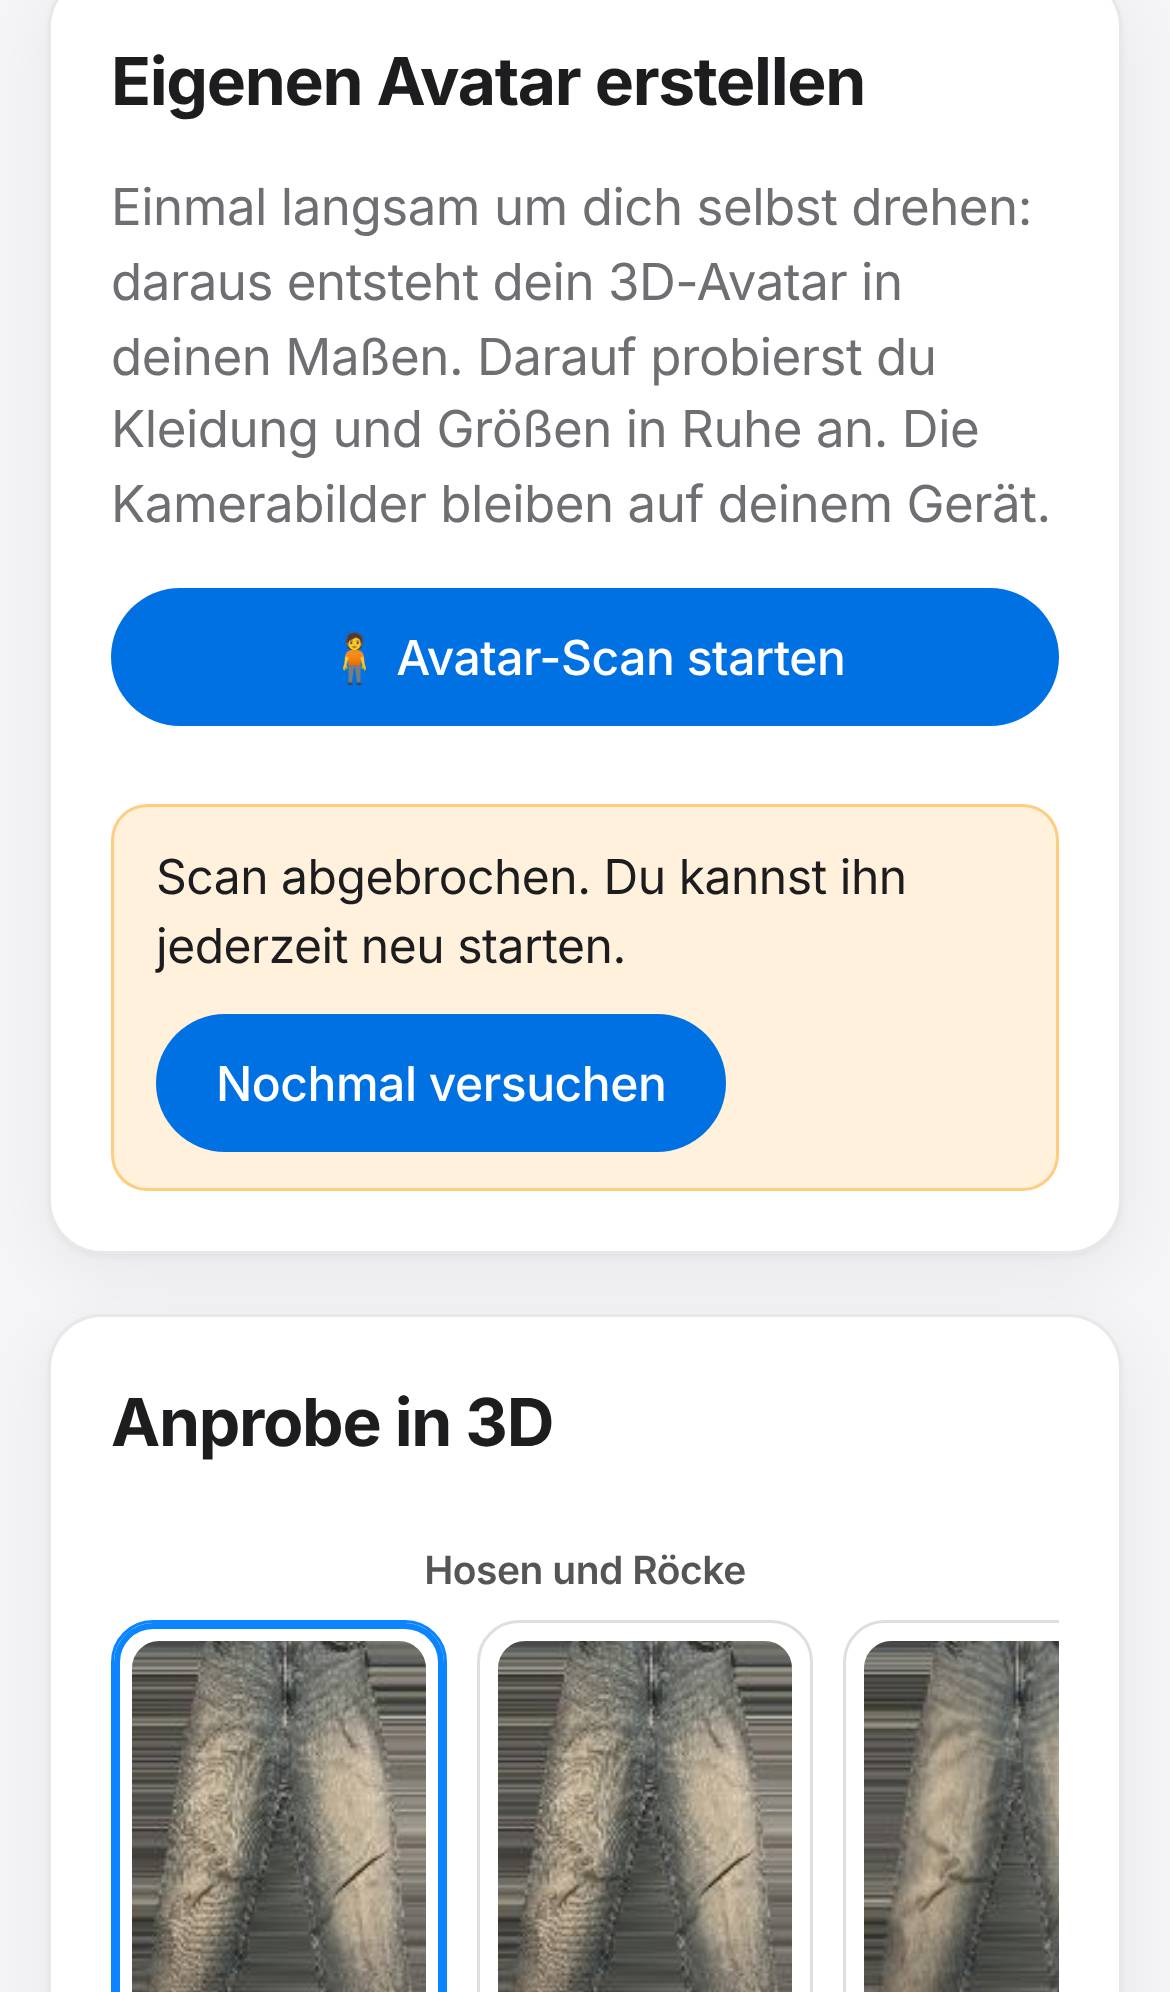 Eigenen Avatar erstellen
Einmal langsam um dich selbst drehen:
daraus entsteht dein 3D-Avatar in
deinen Maßen. Darauf probierst du
Kleidung und Größen in Ruhe an. Die
Kamerabilder bleiben auf deinem Gerät.
Avatar-Scan starten
Scan abgebrochen. Du kannst ihn
jederzeit neu starten.
Nochmal versuchen
Anprobe in 3D
Hosen und Röcke